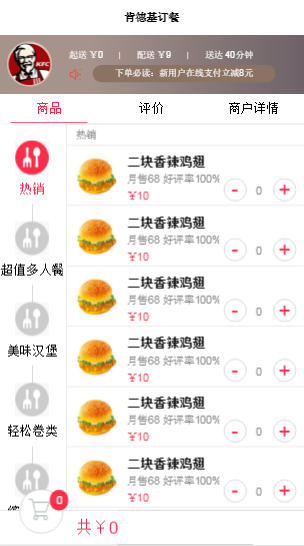 肯德基订餐
KFC
起送 ￥0 | 配送 ￥9 | 送达 40分钟
下单必读：新用户在线支付立减8元
商品 评价 商户详情
热销
热销
超值多人餐
美味汉堡
轻松卷类
二块香辣鸡翅
月售68 好评率100%
￥10
- 0 +
二块香辣鸡翅
月售68 好评率100%
￥10
- 0 +
二块香辣鸡翅
月售68 好评率100%
￥10
- 0 +
二块香辣鸡翅
月售68 好评率100%
￥10
- 0 +
二块香辣鸡翅
月售68 好评率100%
￥10
- 0 +
二块香辣鸡翅
月售68 好评率100%
￥10
- 0 +
0
共￥0